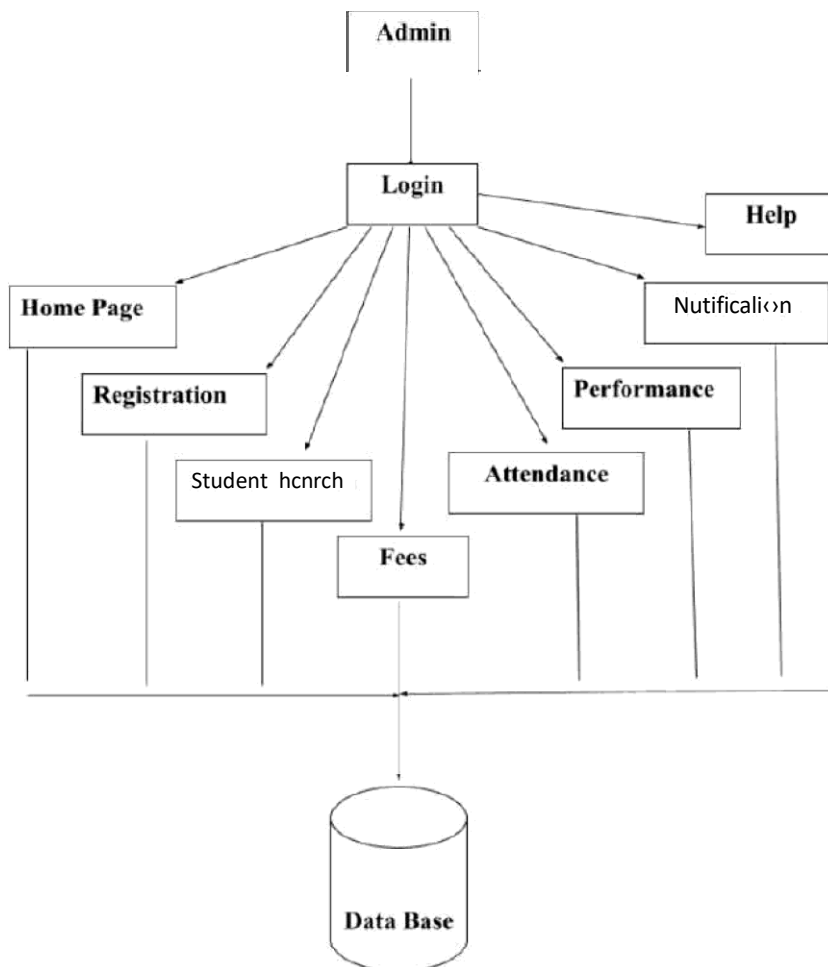 Admin
Login
Help
Home Page
Nutificali‹›n
Registration
Performance
Student hcnrch
Attendance
Fees
Data Base